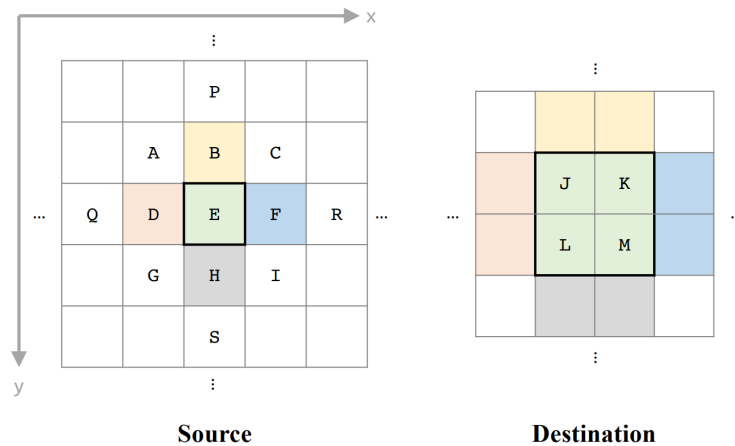 x
P
A B C
... Q D E F R ...
G H I
S
y
J K
... L M .
Source Destination